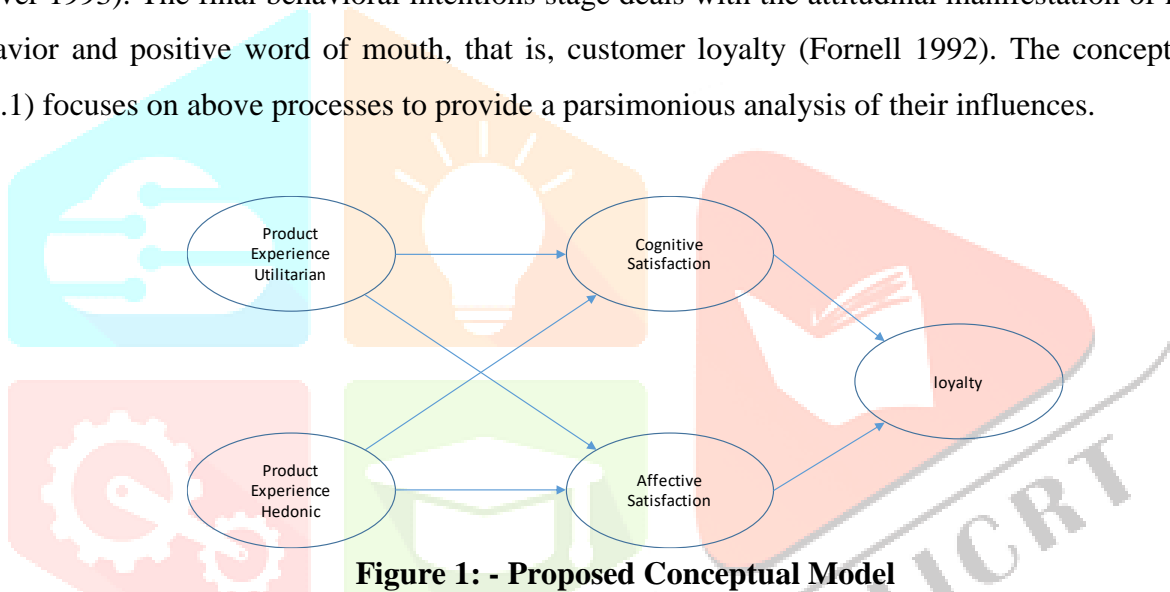 ver 1993). The final behavioral intentions stage deals with the attitudinal manifestation of
avior and positive word of mouth, that is, customer loyalty (Fornell 1992). The concept
.1) focuses on above processes to provide a parsimonious analysis of their influences.
Product
Experience
Utilitarian
Cognitive
Satisfaction
loyalty
Product
Experience
Hedonic
Affective
Satisfaction
IJCRT
Figure 1: - Proposed Conceptual Model